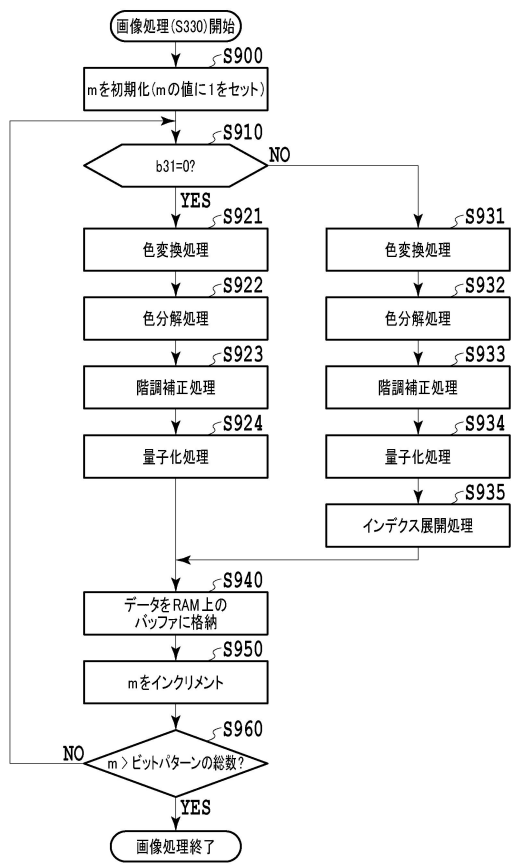 画像処理(S330)開始
S900
mを初期化(mの値に1をセット)
S910
b31=0?
NO
YES
S921
色変換処理
S922
色分解処理
S923
階調補正処理
S924
量子化処理
S931
色変換処理
S932
色分解処理
S933
階調補正処理
S934
量子化処理
S935
インデクス展開処理
S940
データをRAM上の
バッファに格納
S950
mをインクリメント
S960
m > ビットパターンの総数?
NO
YES
画像処理終了